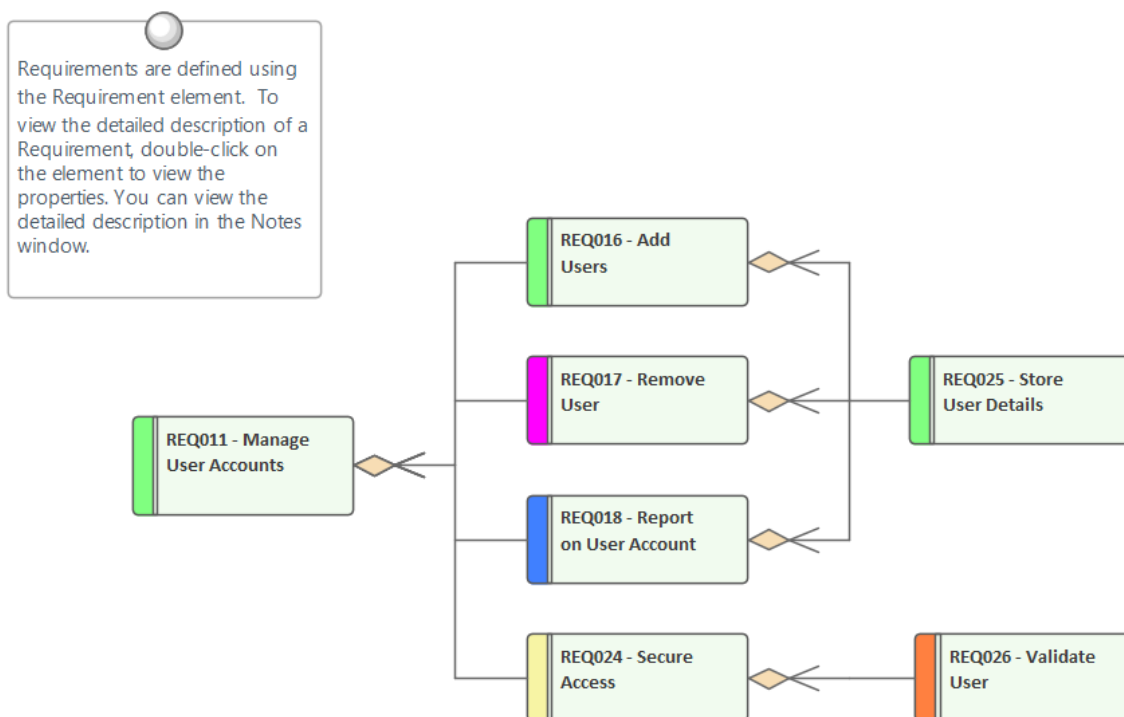 Requirements are defined using
the Requirement element.  To
view the detailed description of a
Requirement, double-click on
the element to view the
properties. You can view the
detailed description in the Notes
window.
REQ016 - Add
Users
REQ017 - Remove
User
REQ025 - Store
User Details
REQ011 - Manage
User Accounts
REQ018 - Report
on User Account
REQ024 - Secure
Access
REQ026 - Validate
User